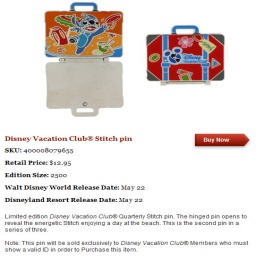 Disney Vacation Club® Stitch pin
Buy Now
SKU: 400008079655
Retail Price: $12.95
Edition Size: 2500
Walt Disney World Release Date: May 22
Disneyland Resort Release Date: May 22
Limited edition Disney Vacation Club® Quarterly Stitch pin. The hinged pin opens to
reveal the energetic Stitch enjoying a day at the beach. This is the second pin in a
series of three.
Note: This pin will be sold exclusively to Disney Vacation Club® Members who must
show a valid ID in order to Purchase this item.